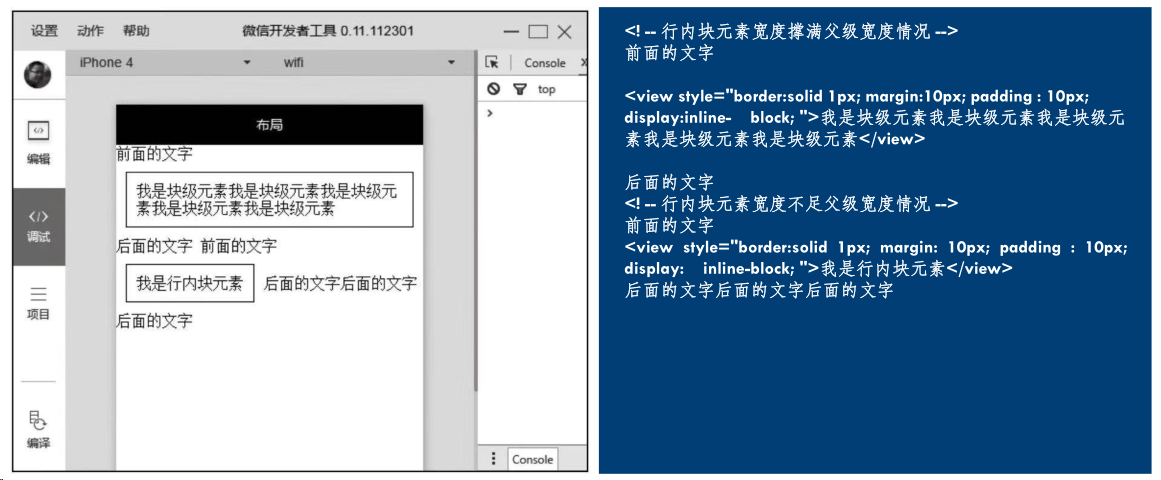 设置 动作 帮助 微信开发者工具 0.11.112301
iPhone 4 wifi
Console
top
编辑
</>
调试
项目
编译
布局
前面的文字
我是块级元素我是块级元素我是块级元
素我是块级元素我是块级元素
后面的文字 前面的文字
我是行内块元素 后面的文字后面的文字
后面的文字
Console
<! -- 行内块元素宽度撑满父级宽度情况 -->
前面的文字
<view style="border:solid 1px; margin:10px; padding : 10px;
display:inline- block; ">我是块级元素我是块级元素我是块级元
素我是块级元素我是块级元素</view>
后面的文字
<! -- 行内块元素宽度不足父级宽度情况 -->
前面的文字
<view style="border:solid 1px; margin: 10px; padding : 10px;
display: inline-block; ">我是行内块元素</view>
后面的文字后面的文字后面的文字